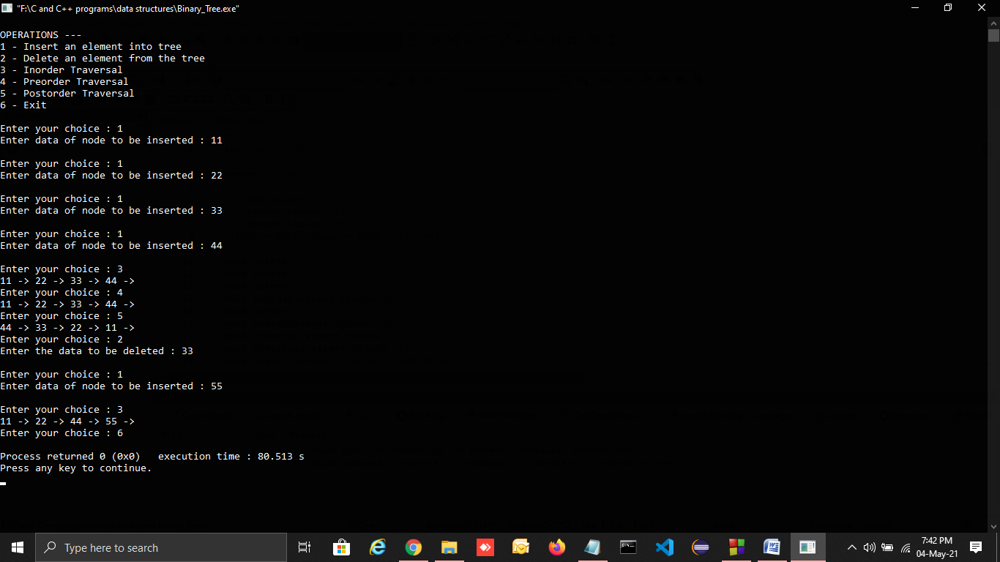 "F:\C and C++ programs\data structures\Binary_Tree.exe"
OPERATIONS ---
1 - Insert an element into tree
2 - Delete an element from the tree
3 - Inorder Traversal
4 - Preorder Traversal
5 - Postorder Traversal
6 - Exit
Enter your choice : 1
Enter data of node to be inserted : 11
Enter your choice : 1
Enter data of node to be inserted : 22
Enter your choice : 1
Enter data of node to be inserted : 33
Enter your choice : 1
Enter data of node to be inserted : 44
Enter your choice : 3
11 -> 22 -> 33 -> 44 ->
Enter your choice : 4
11 -> 22 -> 33 -> 44 ->
Enter your choice : 5
44 -> 33 -> 22 -> 11 ->
Enter your choice : 2
Enter the data to be deleted : 33
Enter your choice : 1
Enter data of node to be inserted : 55
Enter your choice : 3
11 -> 22 -> 44 -> 55 ->
Enter your choice : 6
Process returned 0 (0x0)   execution time : 80.513 s
Press any key to continue.
Type here to search
7:42 PM
04-May-21